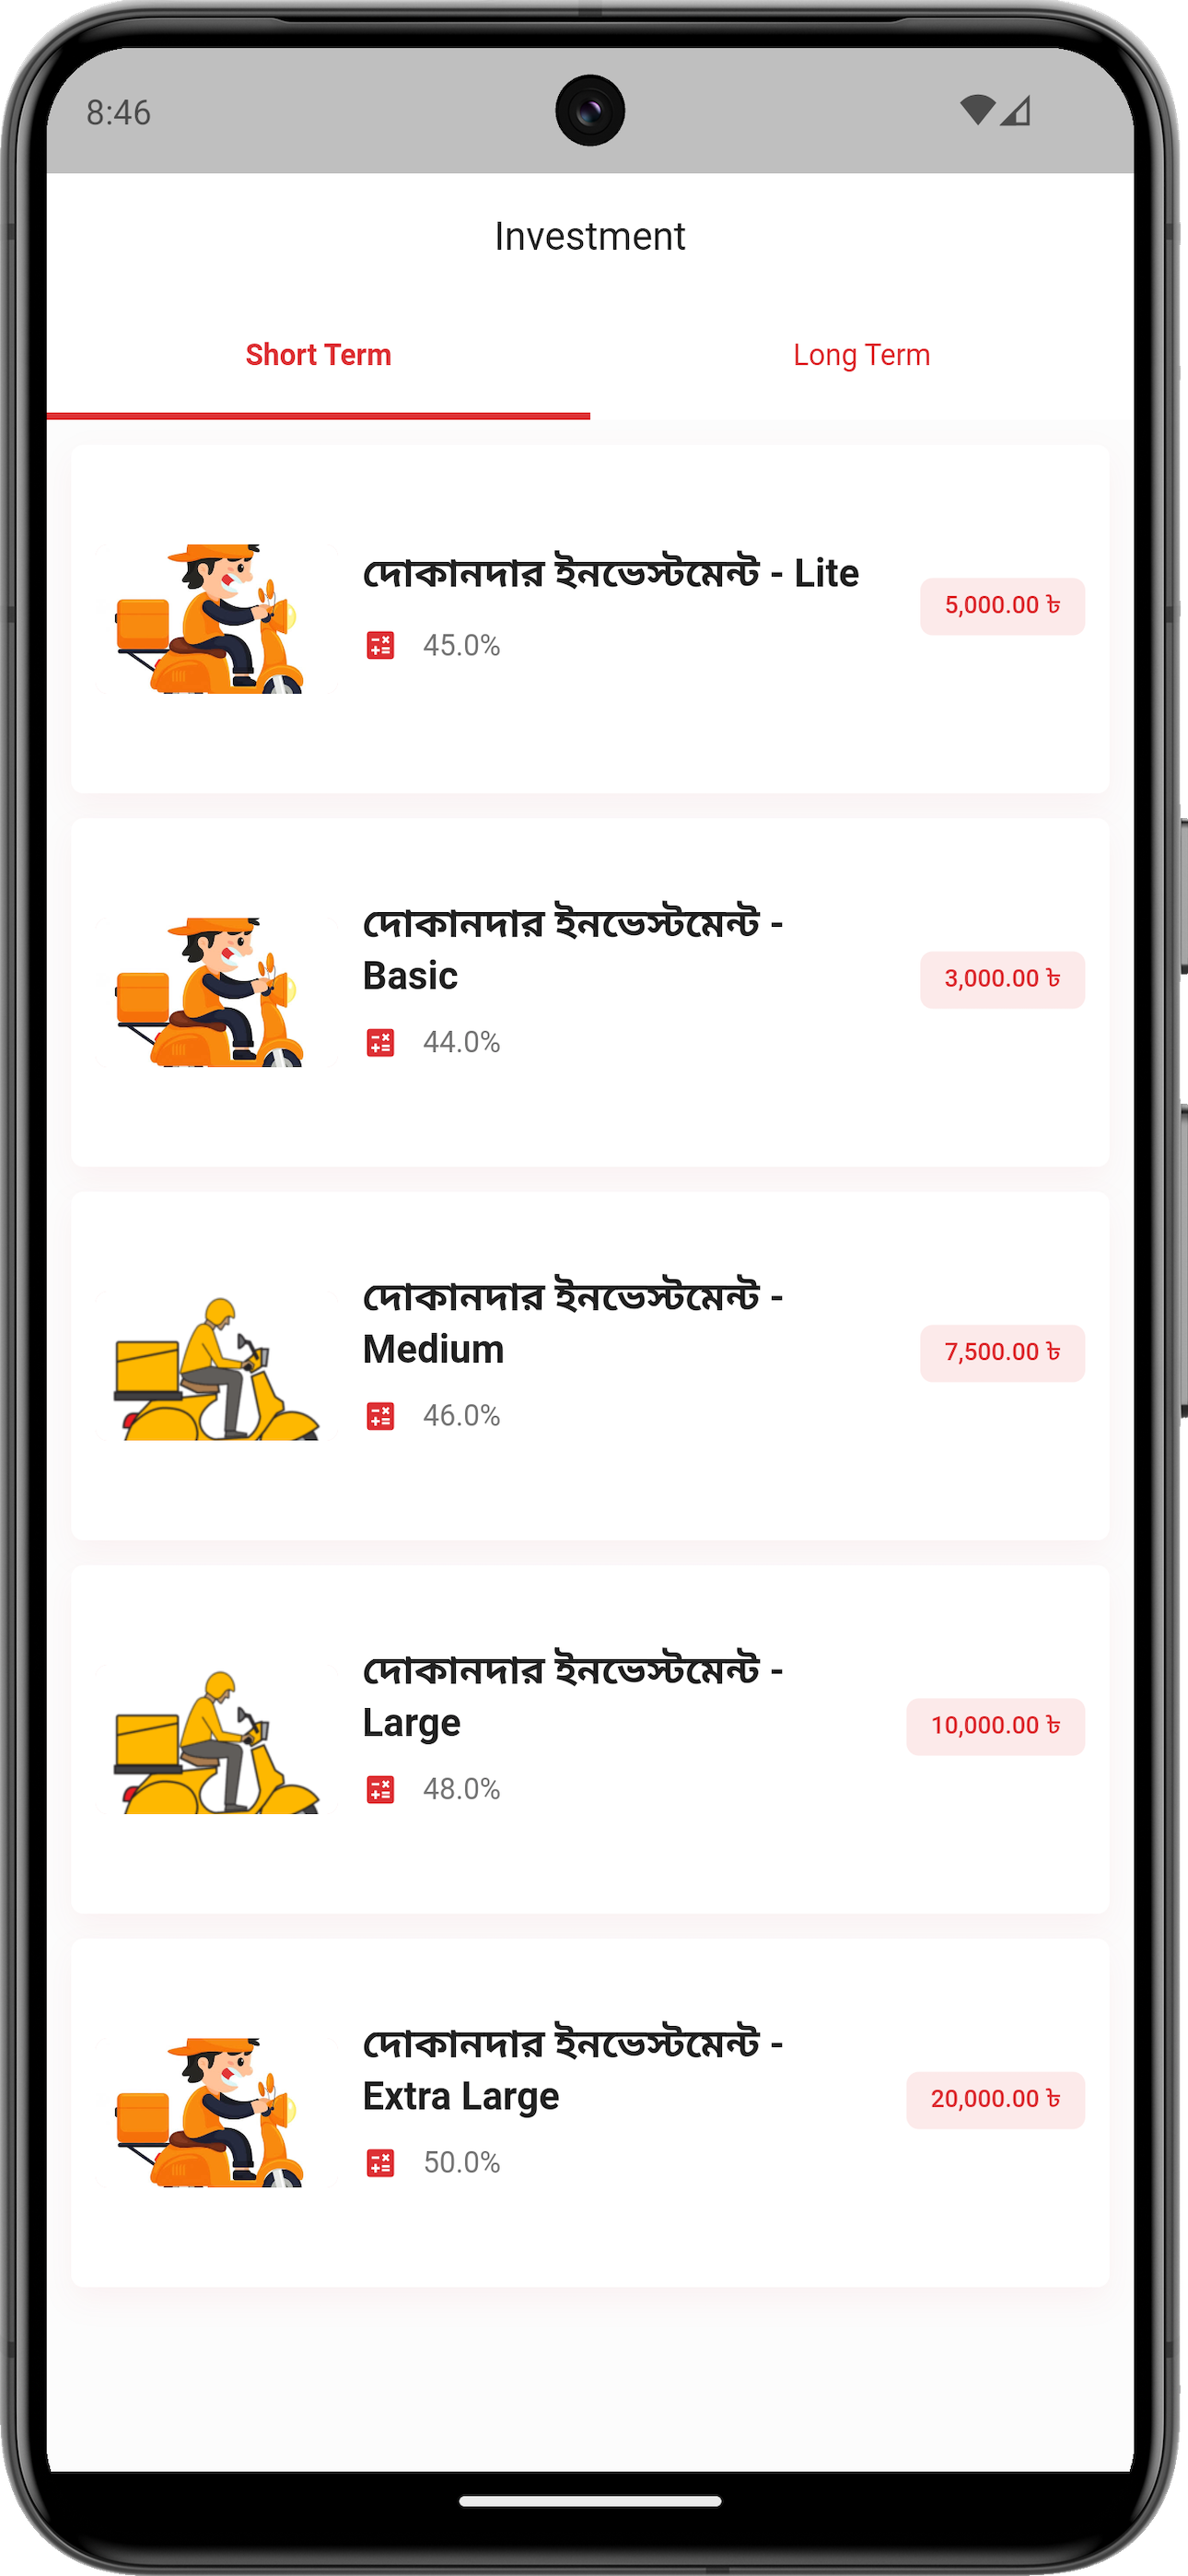 8:46
Investment
Short Term
Long Term
দোকানদার ইনভেস্টমেন্ট - Lite
45.0%
5,000.00 ৳
দোকানদার ইনভেস্টমেন্ট -
Basic
44.0%
3,000.00 ৳
দোকানদার ইনভেস্টমেন্ট -
Medium
46.0%
7,500.00 ৳
দোকানদার ইনভেস্টমেন্ট -
Large
48.0%
10,000.00 ৳
দোকানদার ইনভেস্টমেন্ট -
Extra Large
50.0%
20,000.00 ৳